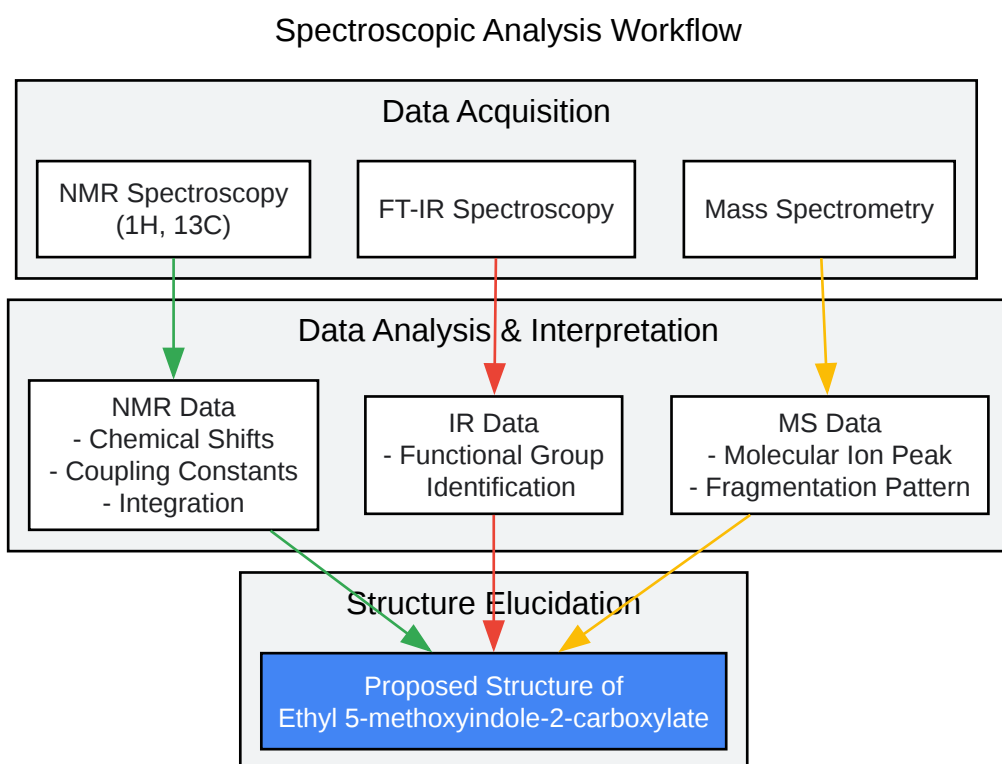 Spectroscopic Analysis Workflow
Data Acquisition
NMR Spectroscopy
(1H, 13C)
FT-IR Spectroscopy
Mass Spectrometry
Data Analysis & Interpretation
NMR Data
- Chemical Shifts
- Coupling Constants
- Integration
IR Data
- Functional Group
Identification
MS Data
- Molecular Ion Peak
- Fragmentation Pattern
Structure Elucidation
Proposed Structure of
Ethyl 5-methoxyindole-2-carboxylate